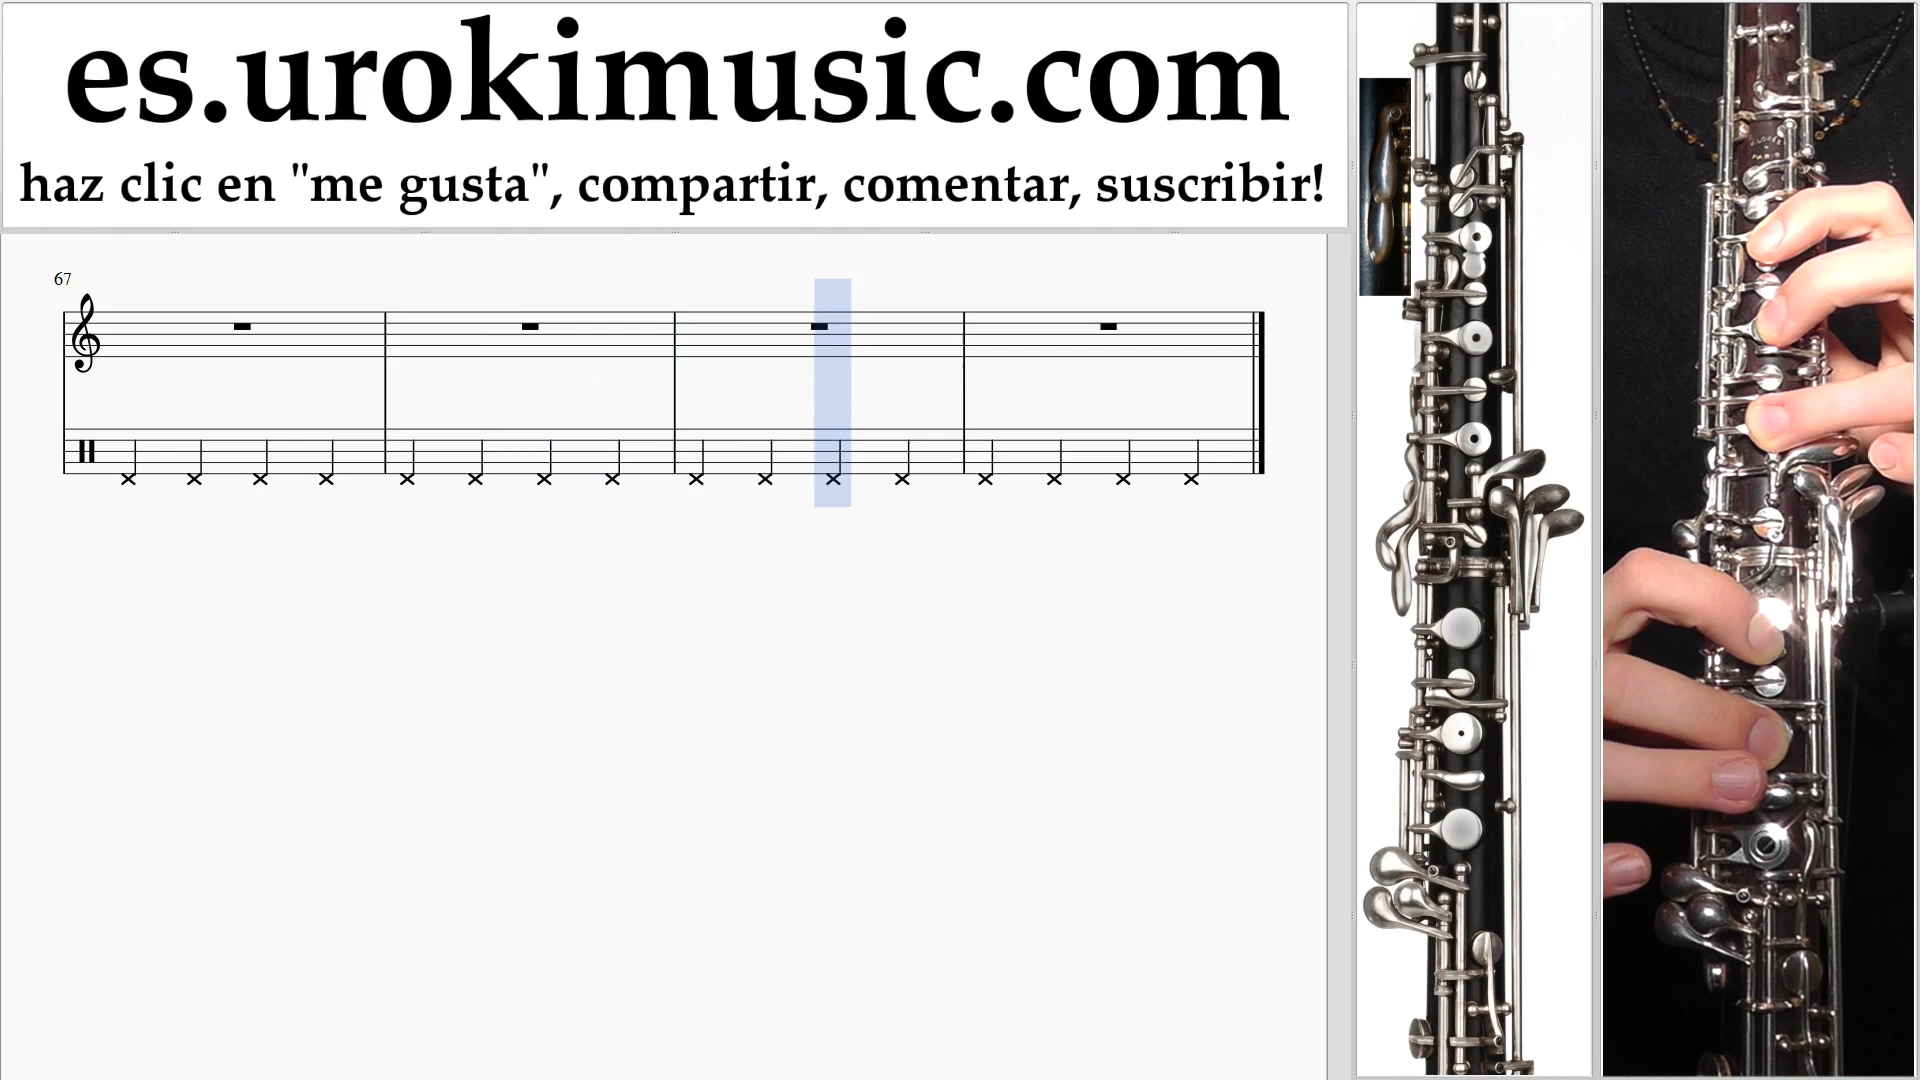 es.urokimusic.com
haz clic en "me gusta", compartir, comentar, suscribir!
67